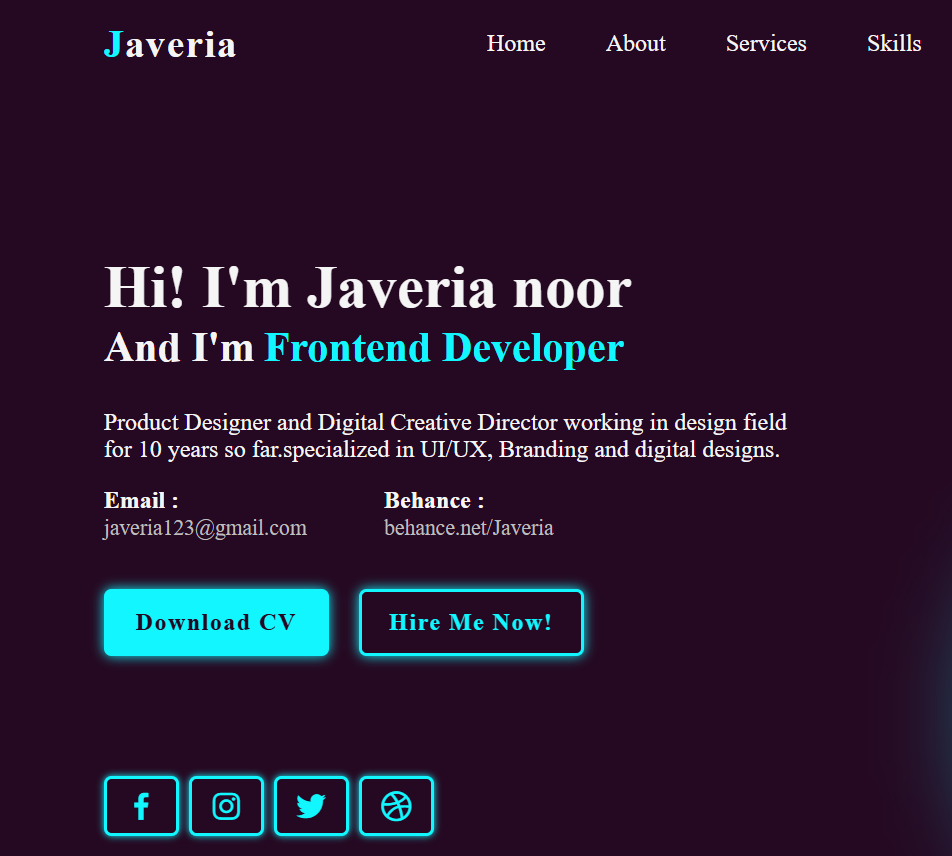 Javeria
Home About Services Skills
Hi! I'm Javeria noor
And I'm Frontend Developer
Product Designer and Digital Creative Director working in design field
for 10 years so far.specialized in UI/UX, Branding and digital designs.
Email : Behance :
javeria123@gmail.com behance.net/Javeria
Download CV Hire Me Now!